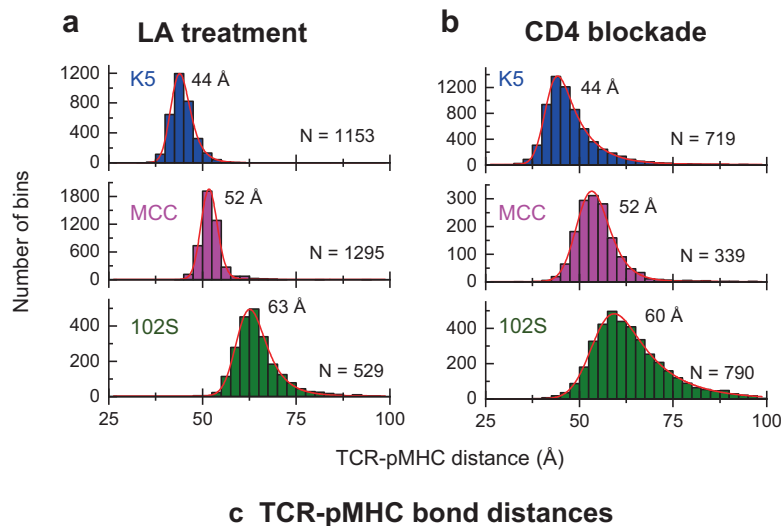 a LA treatment
b CD4 blockade
Number of bins
K5
44 Å
N = 1153
1200
800
400
0
MCC
52 Å
N = 1295
1800
1200
600
0
102S
63 Å
N = 529
400
200
0
25 50 75 100
K5
44 Å
N = 719
1200
800
400
0
MCC
52 Å
N = 339
300
200
100
0
102S
60 Å
N = 790
400
200
0
25 50 75 100
TCR-pMHC distance (Å)
c TCR-pMHC bond distances